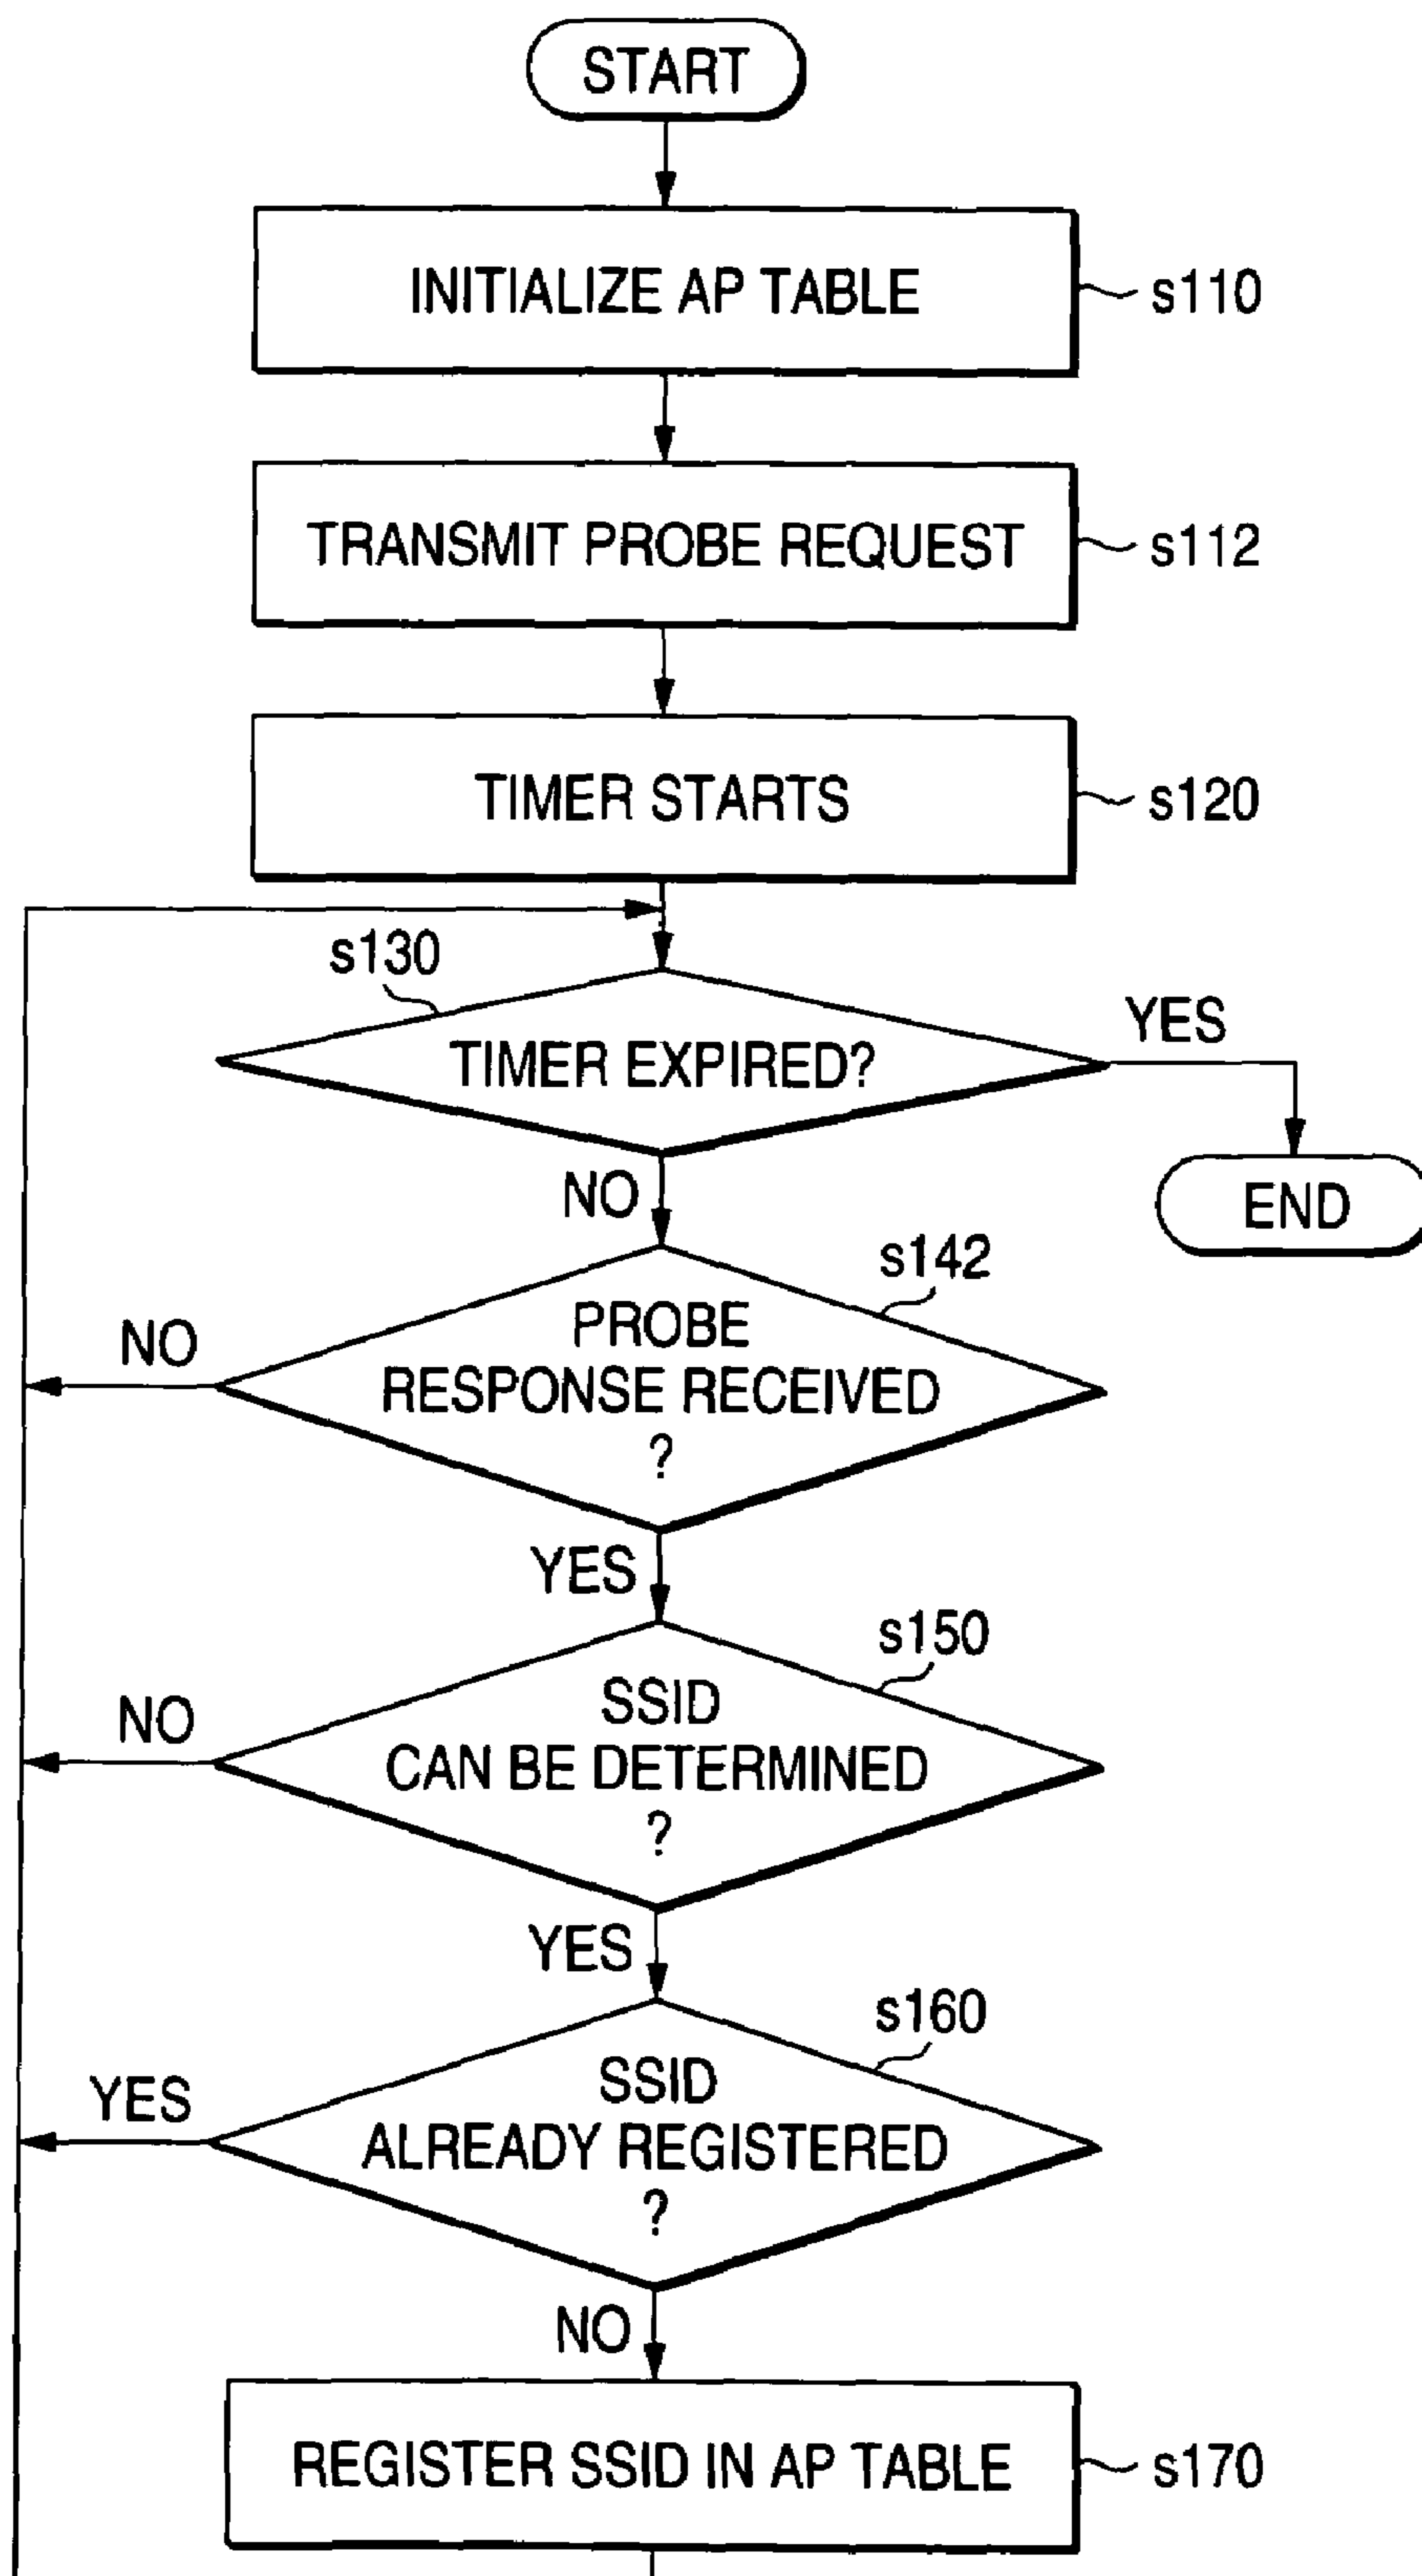 START
INITIALIZE AP TABLE
s110
TRANSMIT PROBE REQUEST
s112
TIMER STARTS
s120
s130
TIMER EXPIRED?
YES
END
NO
s142
PROBE
RESPONSE RECEIVED
?
NO
YES
s150
SSID
CAN BE DETERMINED
?
NO
YES
s160
SSID
ALREADY REGISTERED
?
YES
NO
REGISTER SSID IN AP TABLE
s170